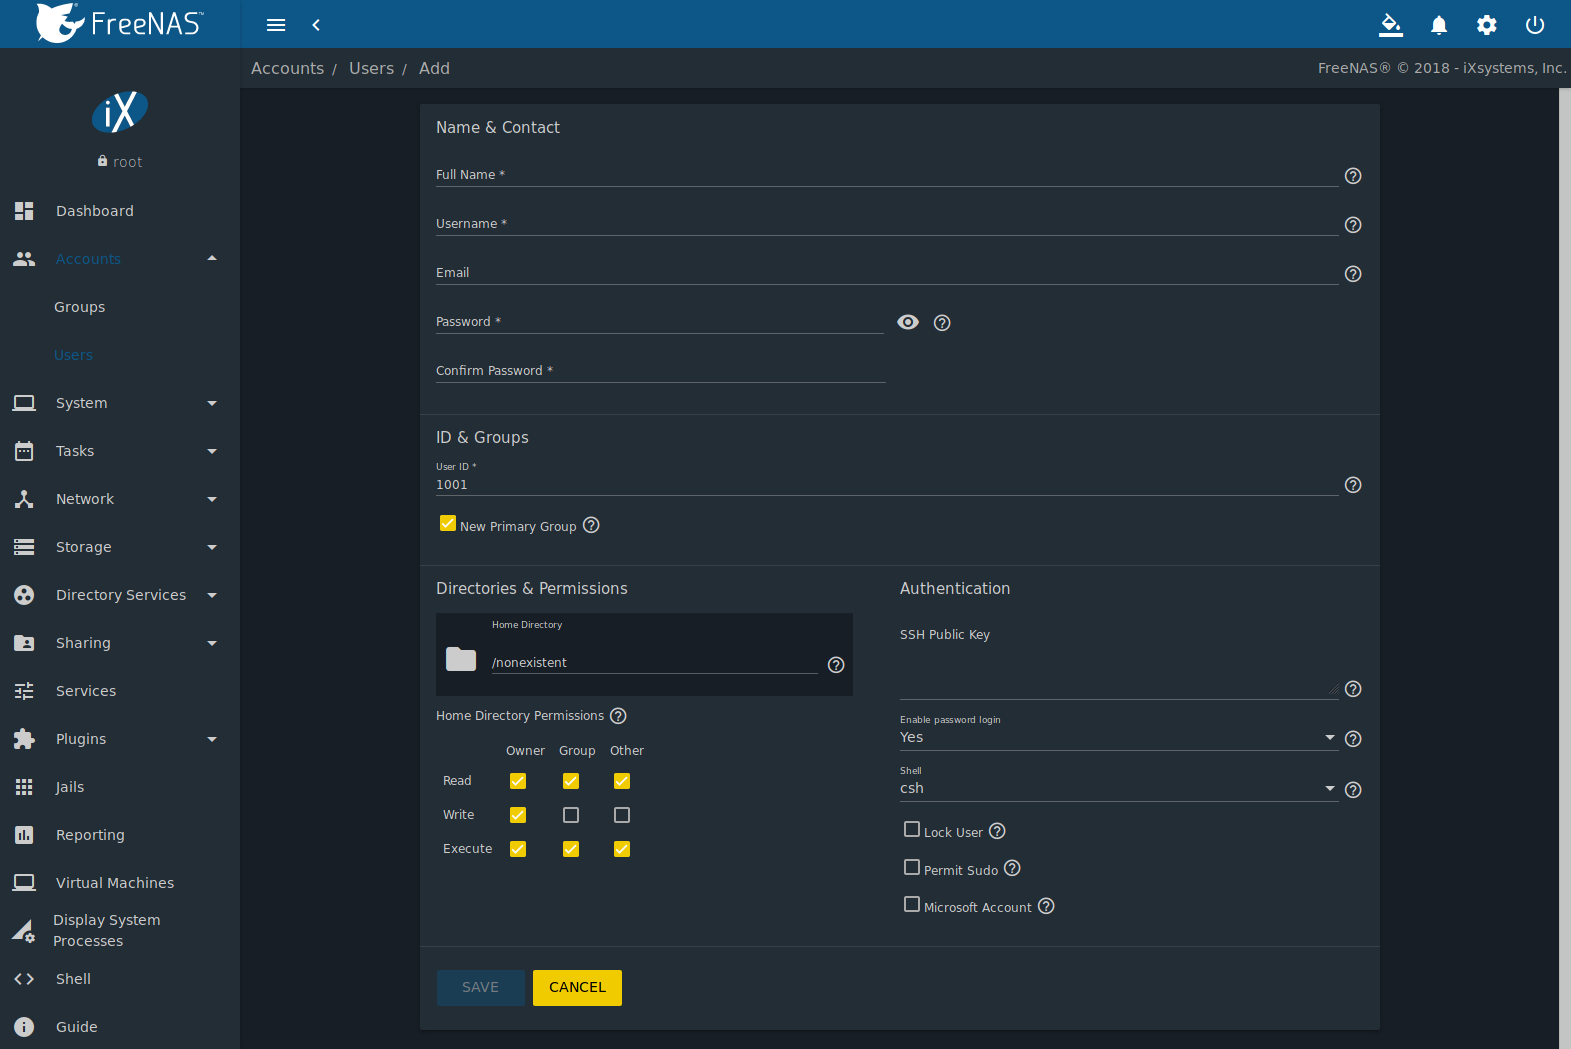 FreeNAS™
Accounts / Users / Add
FreeNAS® © 2018 - iXsystems, Inc.
iX
root
Dashboard
Accounts
Groups
Users
System
Tasks
Network
Storage
Directory Services
Sharing
Services
Plugins
Jails
Reporting
Virtual Machines
Display System
Processes
Shell
Guide
Name & Contact
Full Name *
Username *
Email
Password *
Confirm Password *
ID & Groups
User ID *
1001
New Primary Group
Directories & Permissions
Home Directory
/nonexistent
Home Directory Permissions
Owner Group Other
Read
Write
Execute
Authentication
SSH Public Key
Enable password login
Yes
Shell
csh
Lock User
Permit Sudo
Microsoft Account
SAVE CANCEL